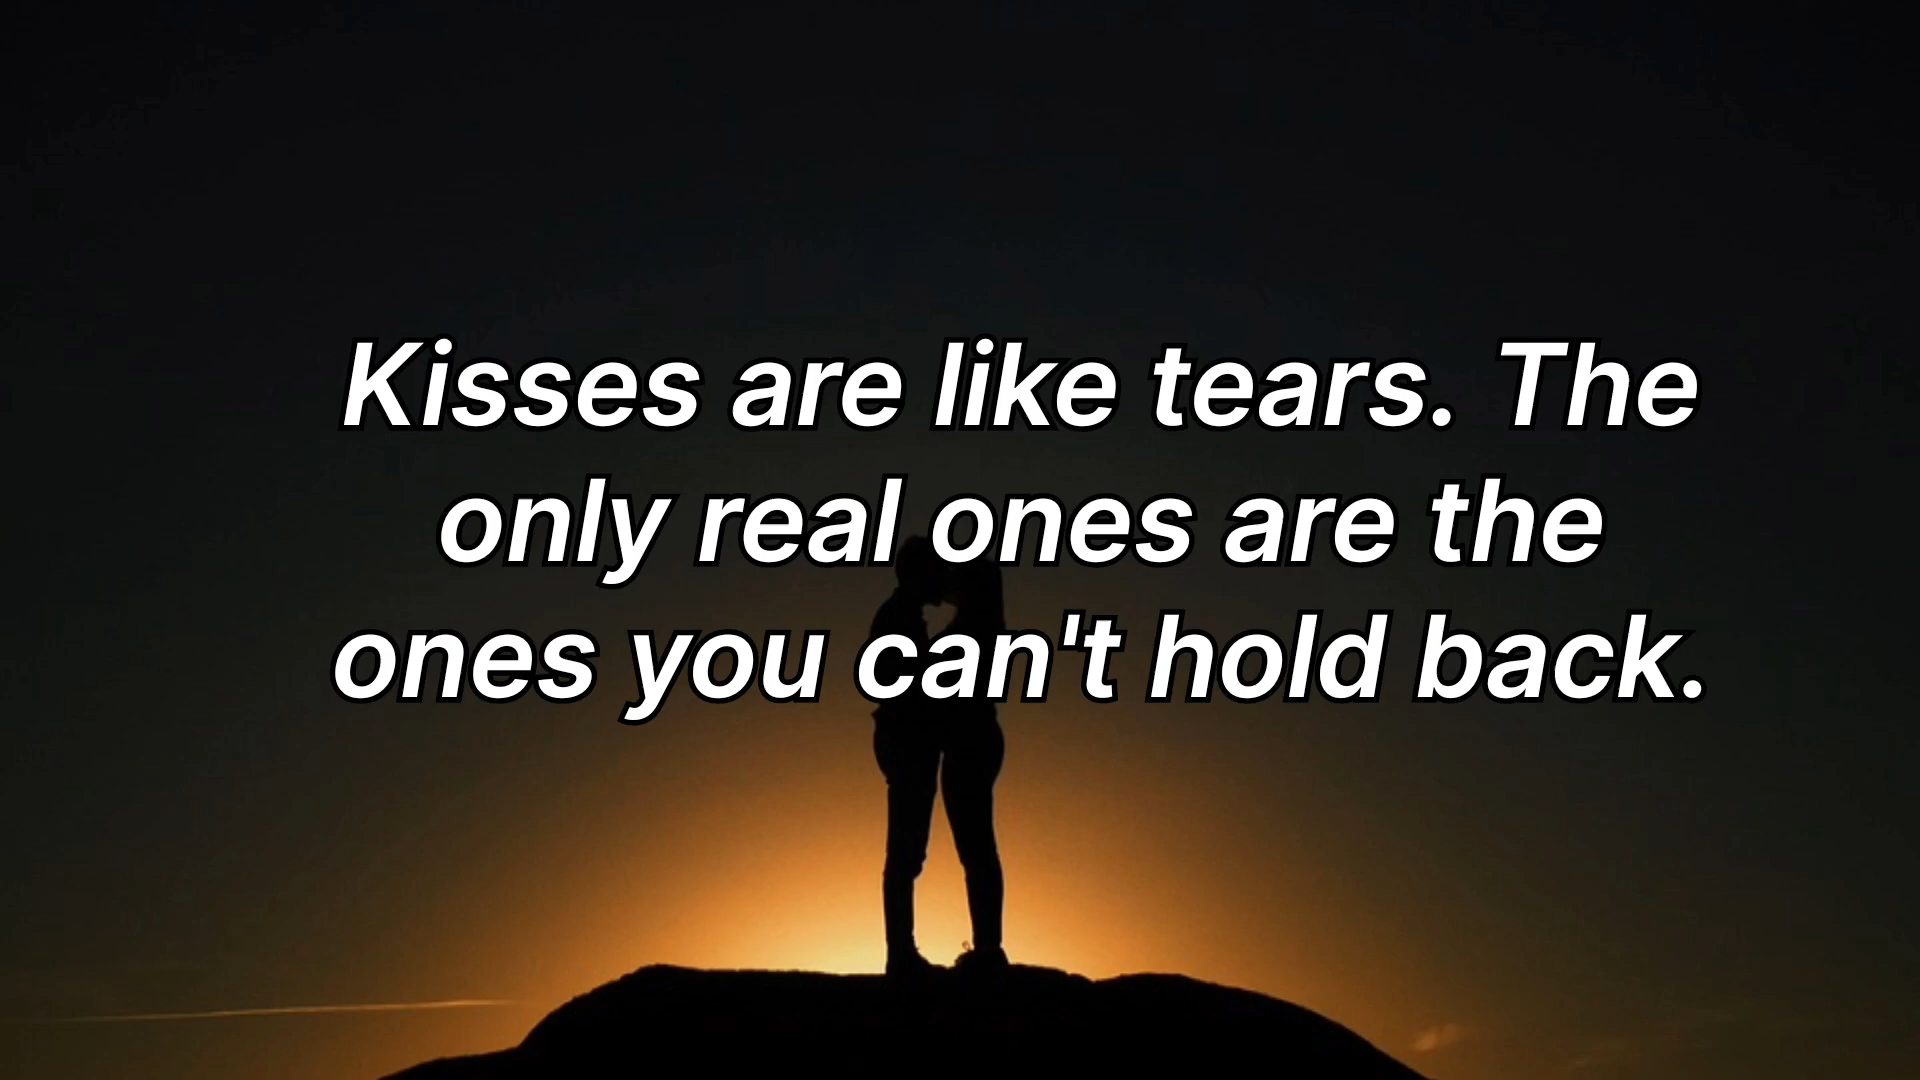 Kisses are like tears. The
only real ones are the
ones you can't hold back.